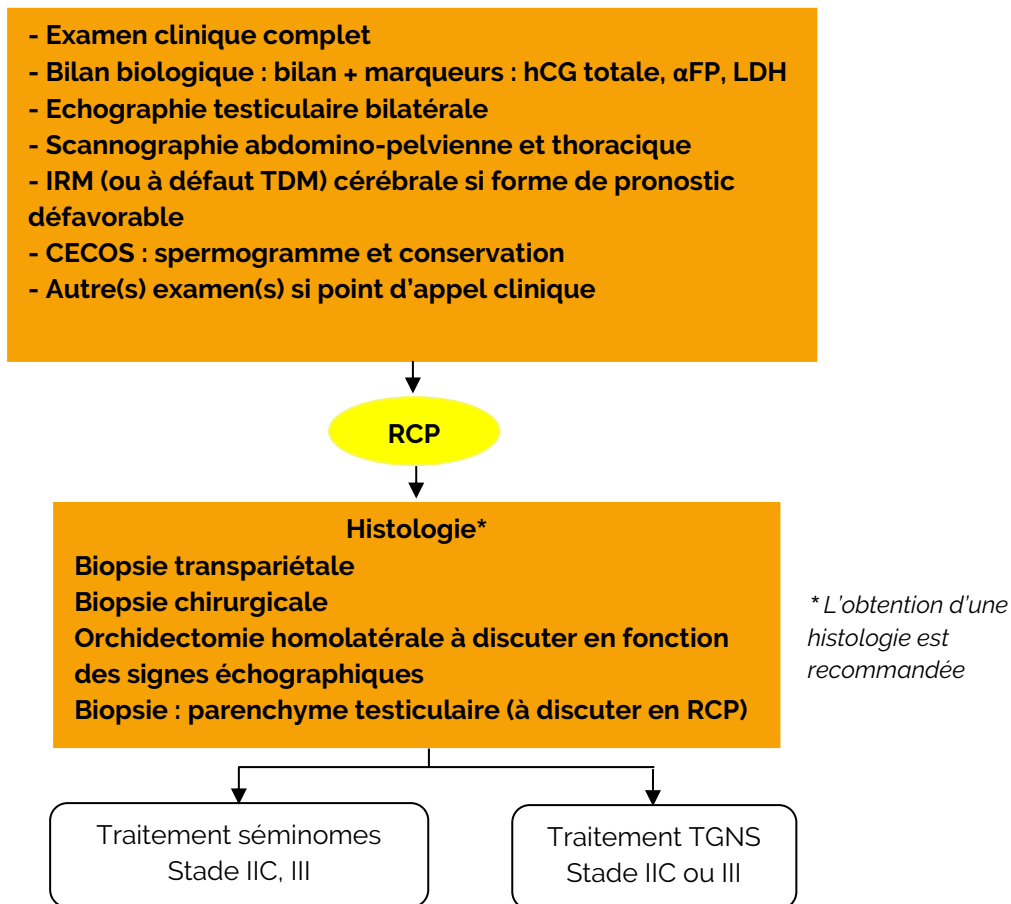 - Examen clinique complet
- Bilan biologique : bilan + marqueurs : hCG totale, αFP, LDH
- Echographie testiculaire bilatérale
- Scannographie abdomino-pelvienne et thoracique
- IRM (ou à défaut TDM) cérébrale si forme de pronostic
défavorable
- CECOS : spermogramme et conservation
- Autre(s) examen(s) si point d’appel clinique
RCP
Histologie*
Biopsie transpariétale
Biopsie chirurgicale
Orchidectomie homolatérale à discuter en fonction
des signes échographiques
Biopsie : parenchyme testiculaire (à discuter en RCP)
* L’obtention d’une
histologie est
recommandée
Traitement séminomes
Stade IIC, III
Traitement TGNS
Stade IIC ou III